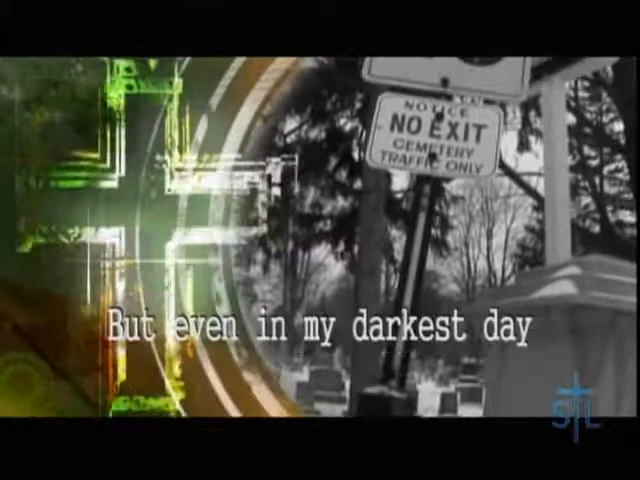 NOTICE
NO EXIT
CEMETERY
TRAFFIC ONLY
But even in my darkest day
STL